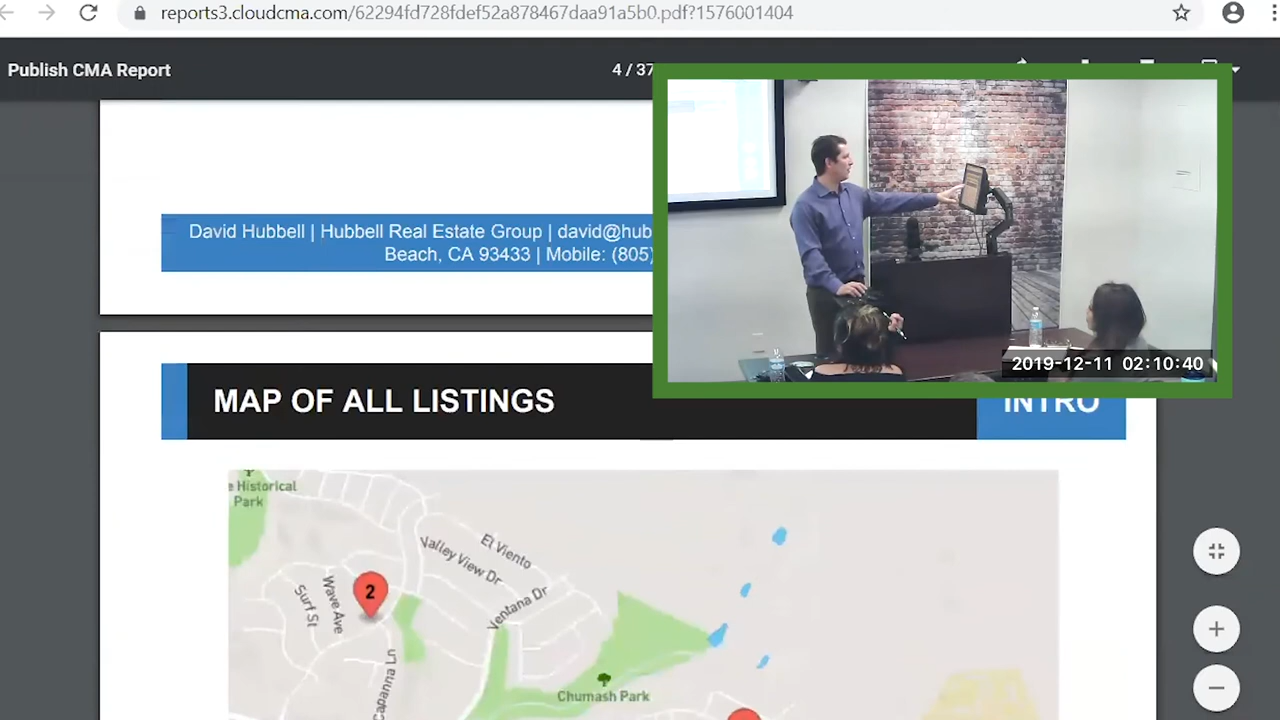 reports3.cloudcma.com/62294fd728fdef52a878467daa91a5b0.pdf?1576001404
Publish CMA Report
4 / 37
David Hubbell | Hubbell Real Estate Group | david@hub
Beach, CA 93433 | Mobile: (805)
2019-12-11 02:10:40
MAP OF ALL LISTINGS
INTRO
e Historical
Park
El Viento
Valley View Dr
2
Wave Ave
Surf St
Ventana Dr
Capanna Ln
Chumash Park